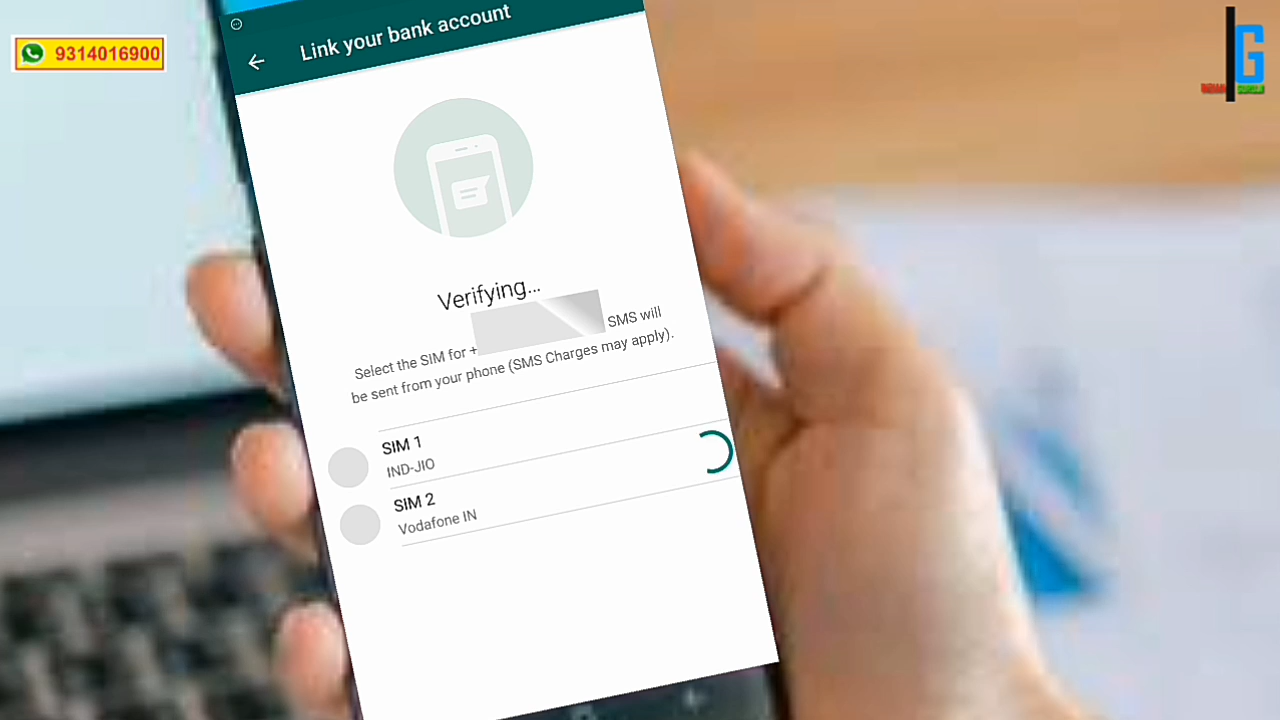 9314016900
Link your bank account
Verifying...
Select the SIM for +
SMS will
be sent from your phone (SMS Charges may apply).
SIM 1
IND-JIO
SIM 2
Vodafone IN
IG